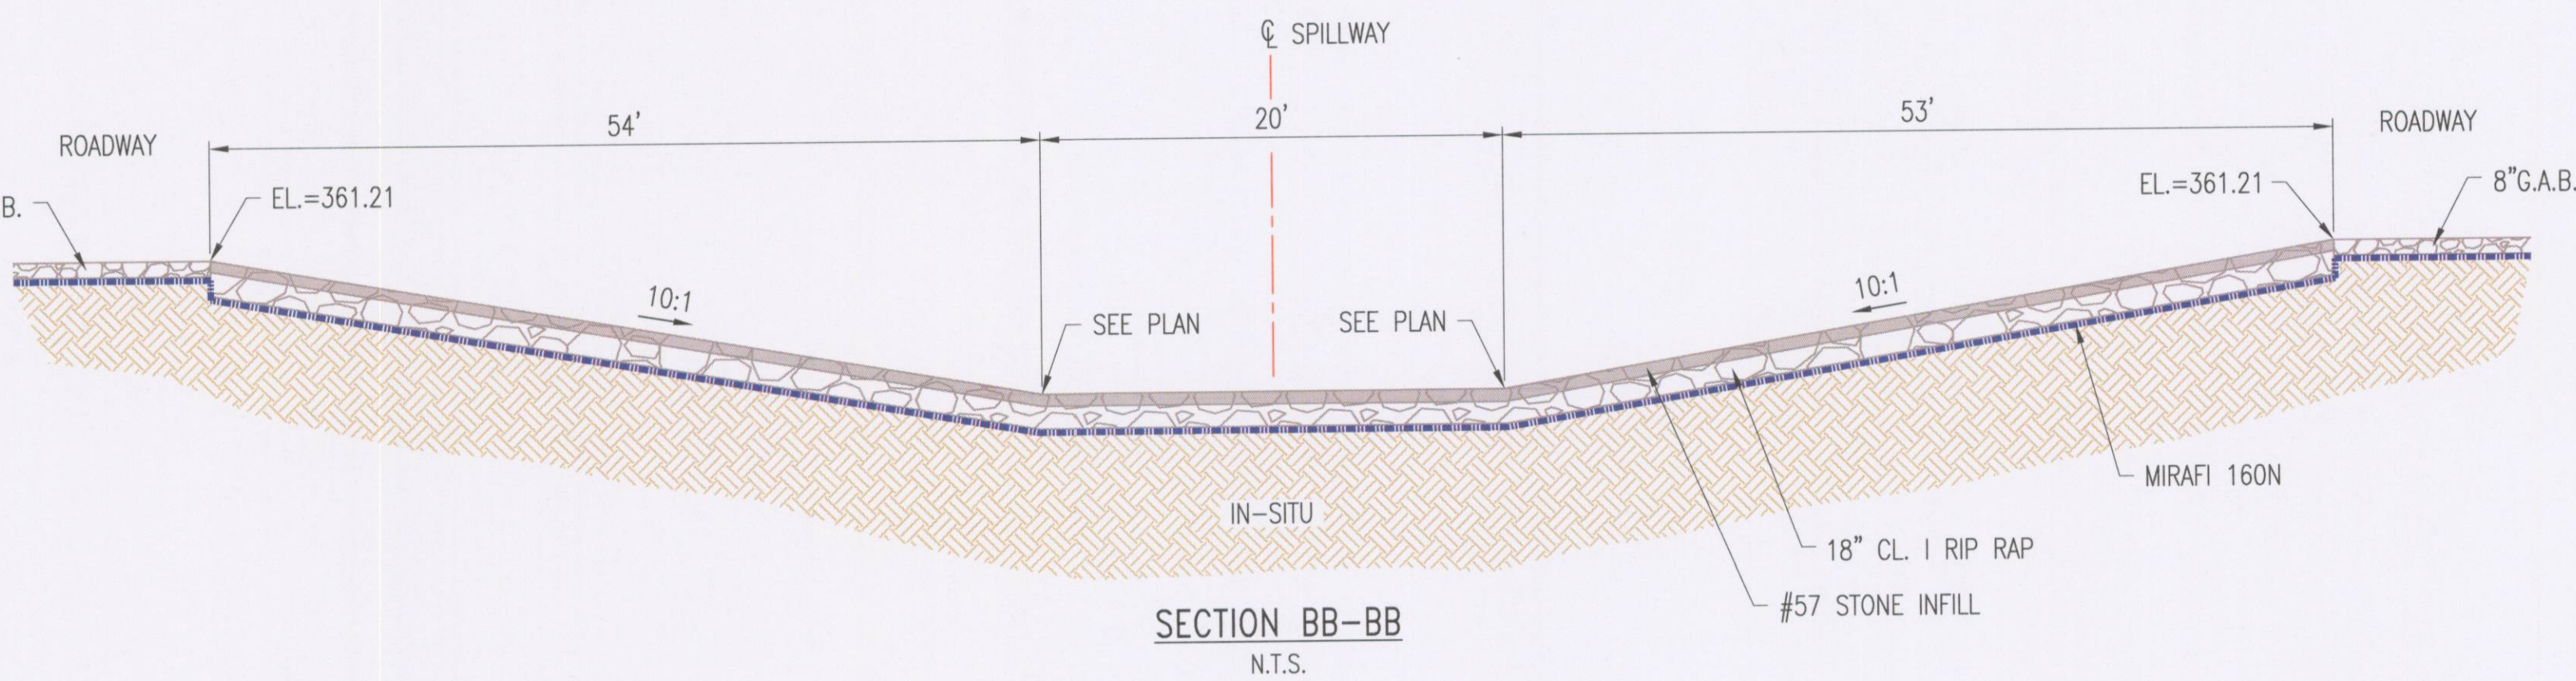 ℄ SPILLWAY
54'
20'
53'
ROADWAY
ROADWAY
B.
EL.=361.21
EL.=361.21
8"G.A.B.
10:1
10:1
SEE PLAN
SEE PLAN
MIRAFI 160N
IN-SITU
18" CL. I RIP RAP
#57 STONE INFILL
SECTION BB-BB
N.T.S.